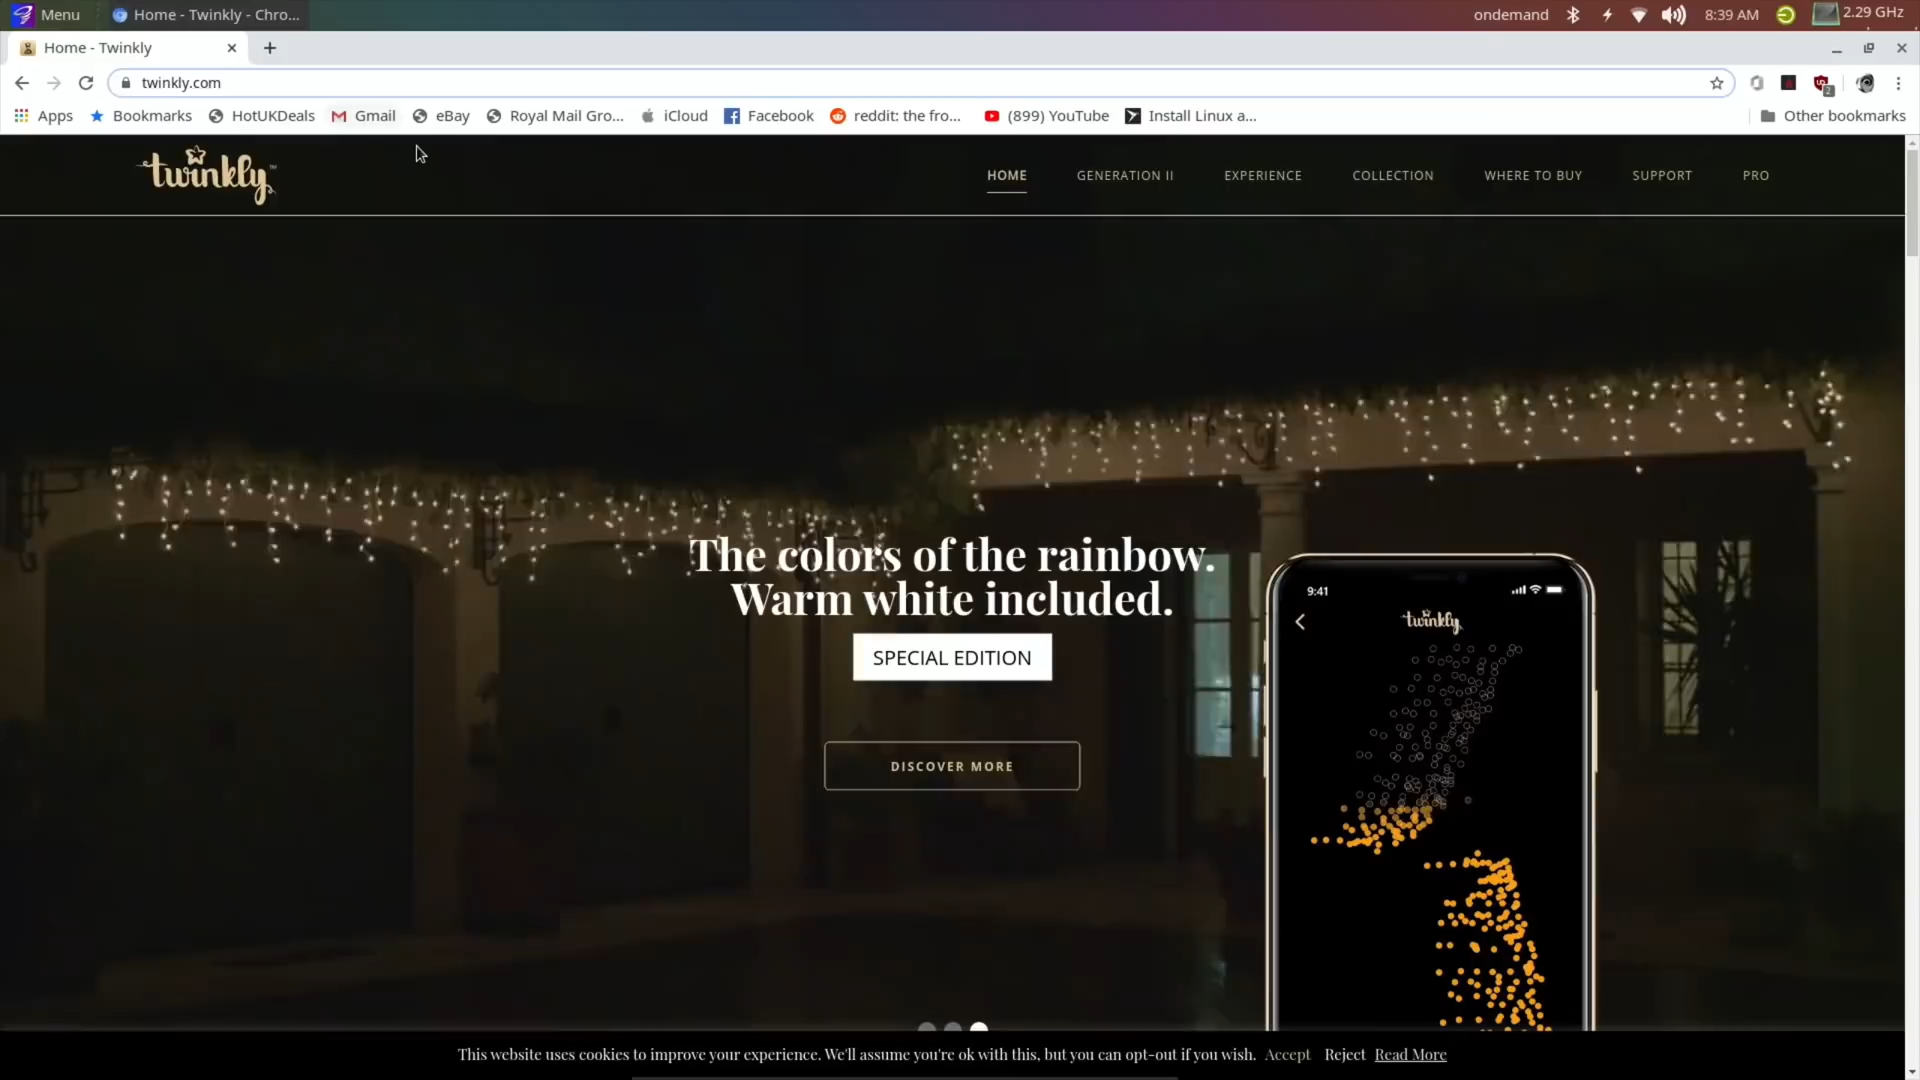 Menu
Home - Twinkly - Chro...
ondemand
8:39 AM
2.29 GHz
Home - Twinkly
twinkly.com
2
Apps
Bookmarks
HotUKDeals
Gmail
eBay
Royal Mail Gro...
iCloud
Facebook
reddit: the fro...
(899) YouTube
Install Linux a...
Other bookmarks
twinkly™
HOME
GENERATION II
EXPERIENCE
COLLECTION
WHERE TO BUY
SUPPORT
PRO
The colors of the rainbow.
Warm white included.
SPECIAL EDITION
DISCOVER MORE
9:41
twinkly
This website uses cookies to improve your experience. We'll assume you're ok with this, but you can opt-out if you wish. Accept Reject Read More